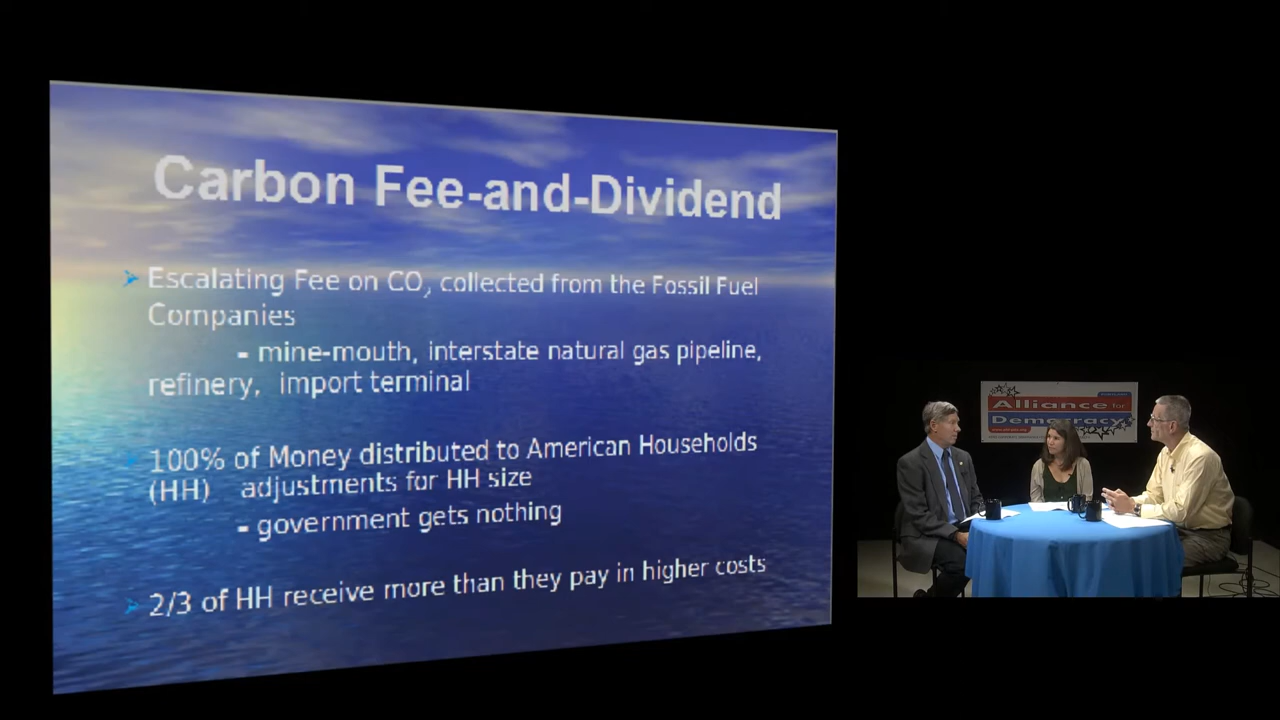 Carbon Fee-and-Dividend
Escalating Fee on CO, collected from the Fossil Fuel
Companies
- mine-mouth, interstate natural gas pipeline,
refinery, import terminal
100% of Money distributed to American Households
(HH) adjustments for HH size
- government gets nothing
2/3 of HH receive more than they pay in higher costs
Alliance for
Democracy